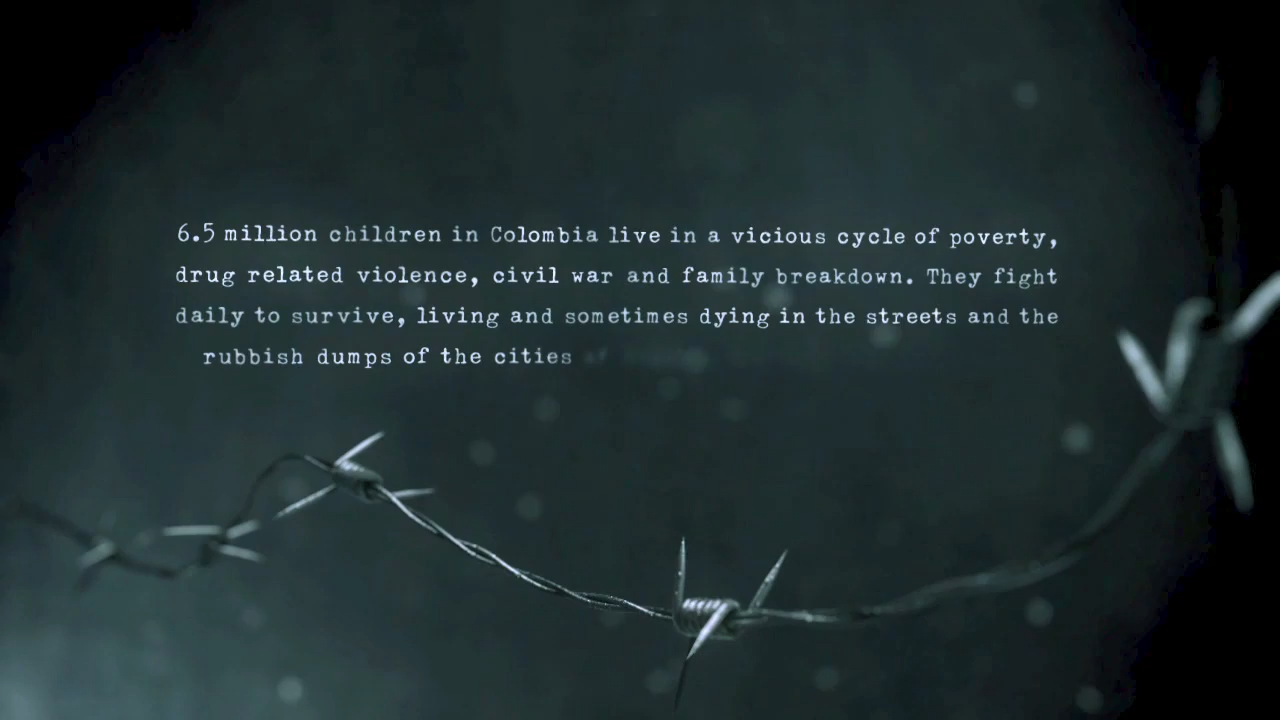 6.5 million children in Colombia live in a vicious cycle of poverty,
drug related violence, civil war and family breakdown. They fight
daily to survive, living and sometimes dying in the streets and the
rubbish dumps of the cities